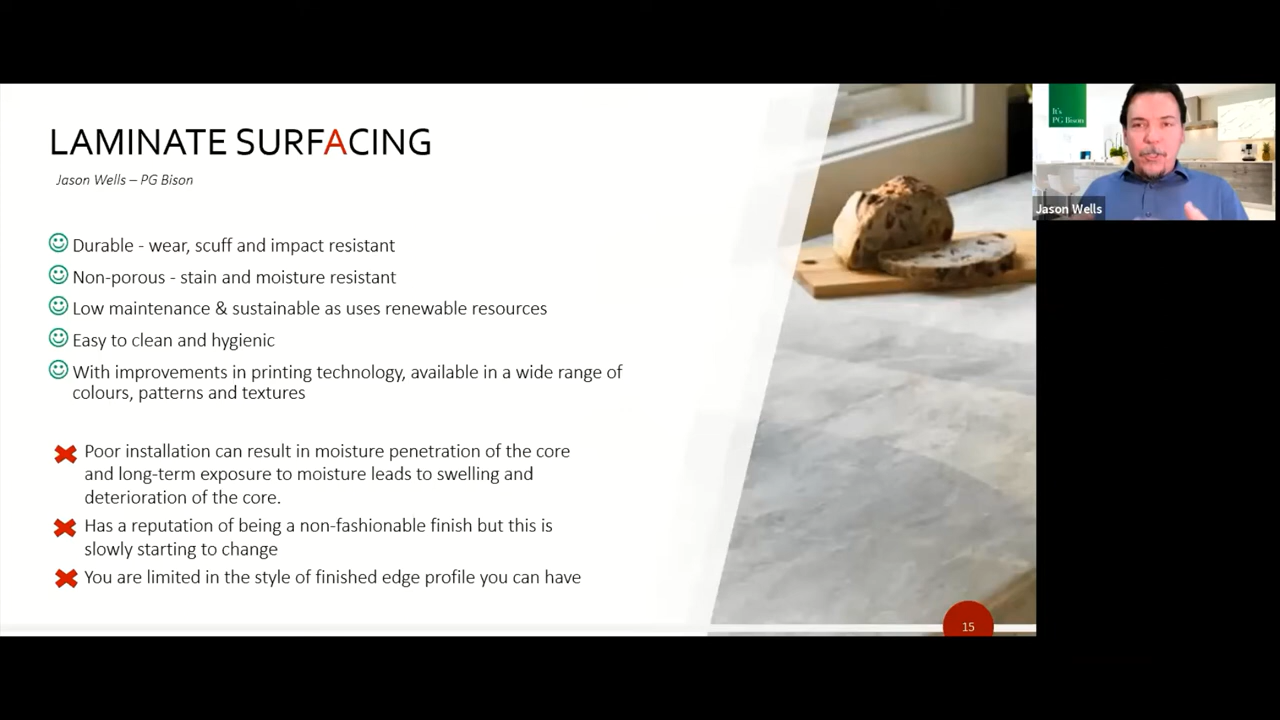 LAMINATE SURFACING
Jason Wells – PG Bison
Durable - wear, scuff and impact resistant
Non-porous - stain and moisture resistant
Low maintenance & sustainable as uses renewable resources
Easy to clean and hygienic
With improvements in printing technology, available in a wide range of
colours, patterns and textures
Poor installation can result in moisture penetration of the core
and long-term exposure to moisture leads to swelling and
deterioration of the core.
Has a reputation of being a non-fashionable finish but this is
slowly starting to change
You are limited in the style of finished edge profile you can have
15
It's
PG Bison
Jason Wells